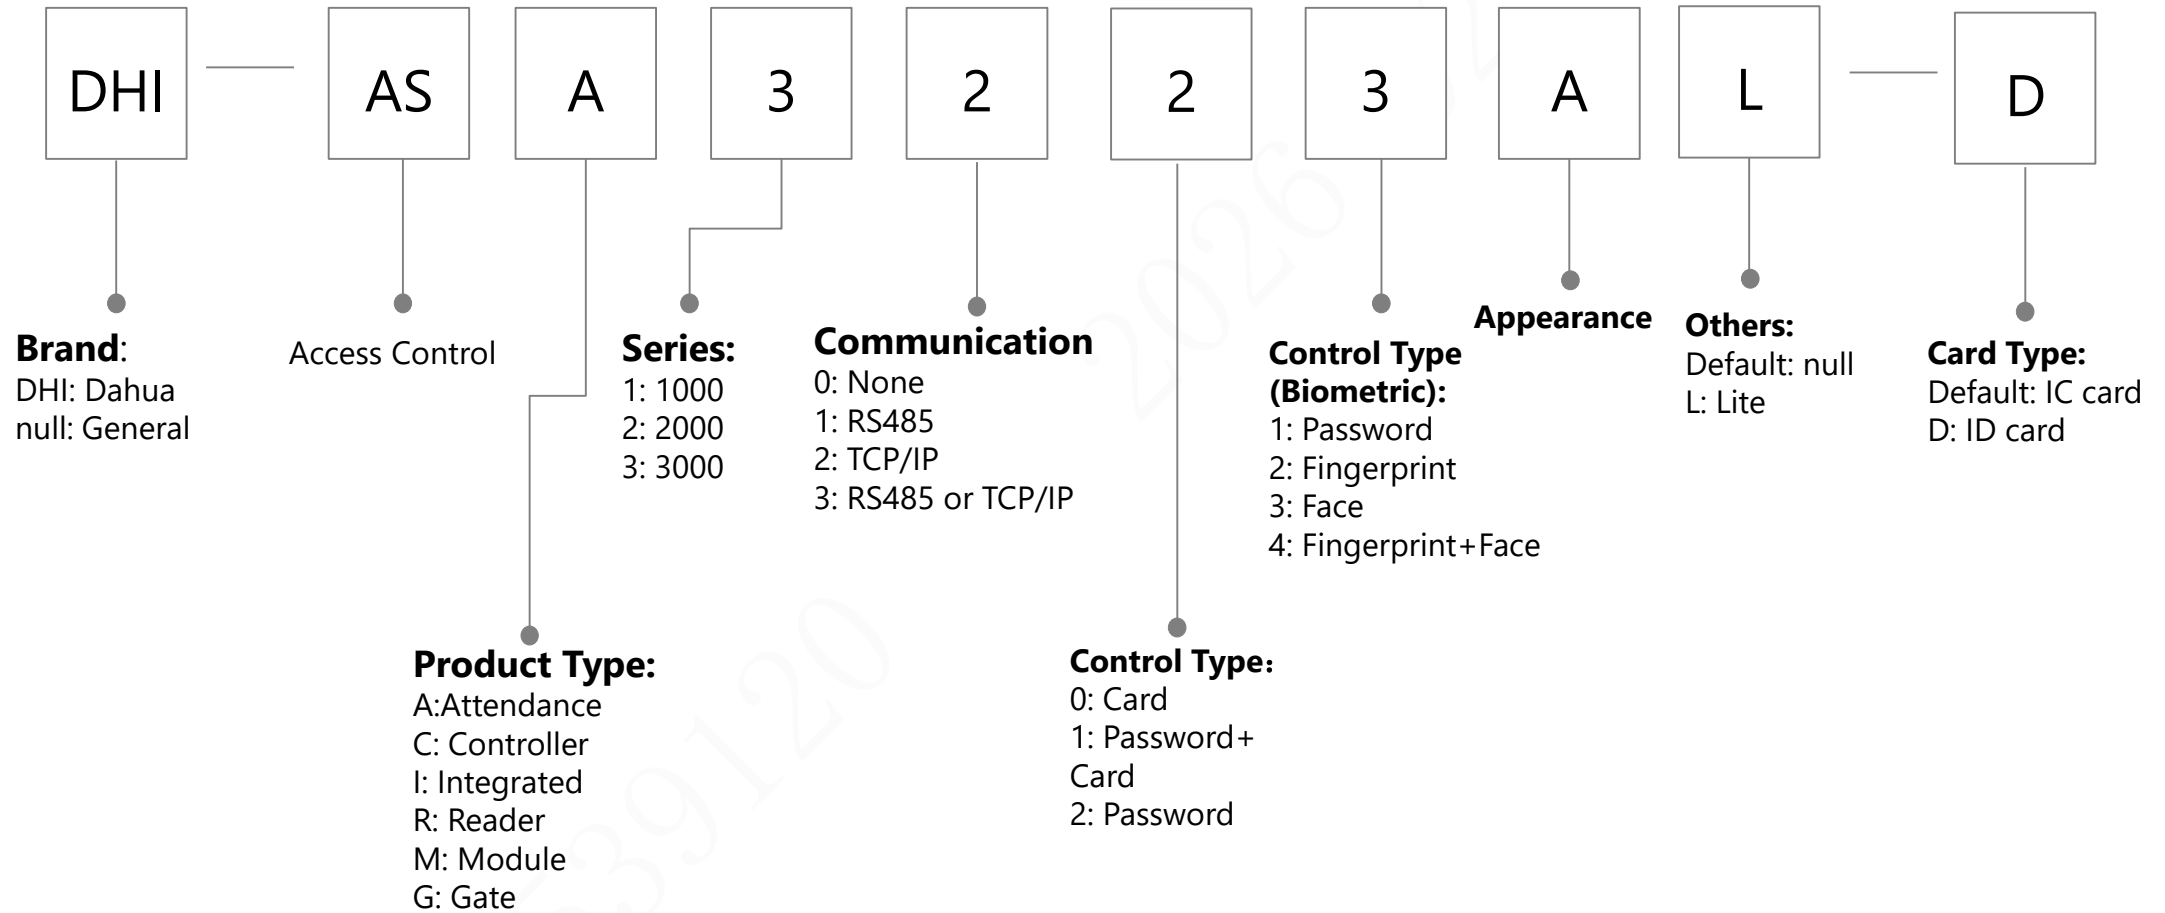 DHI AS A 3 2 2 3 A L D
Brand:
DHI: Dahua
null: General
Access Control
Series:
1: 1000
2: 2000
3: 3000
Communication
0: None
1: RS485
2: TCP/IP
3: RS485 or TCP/IP
Control Type
(Biometric):
1: Password
2: Fingerprint
3: Face
4: Fingerprint+Face
Appearance
Others:
Default: null
L: Lite
Card Type:
Default: IC card
D: ID card
Product Type:
A:Attendance
C: Controller
I: Integrated
R: Reader
M: Module
G: Gate
Control Type：
0: Card
1: Password+
Card
2: Password
2026
39120